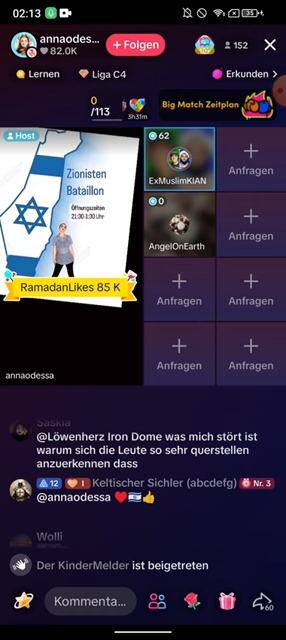 02:13
annaodes...
82.0K
+ Folgen
152
Lernen
Liga C4
Erkunden >
0
/113
3h31m
Big Match Zeitplan
Host
Zionisten
Bataillon
Öffnungszeiten
21:30-1:30 Uhr
RamadanLikes 85 K
annaodessa
62
ExMuslimKIAN
0
AngelOnEarth
Anfragen
Anfragen
Anfragen
Anfragen
Anfragen
Anfragen
Saskia
@Löwenherz Iron Dome was mich stört ist
warum sich die Leute so sehr querstellen
anzuerkennen dass
12 I Keltischer Sichler (abcdefg) Nr. 3
@annaodessa ❤️🇮🇱👍
Wolli
Der KinderMelder ist beigetreten
Kommenta...
60